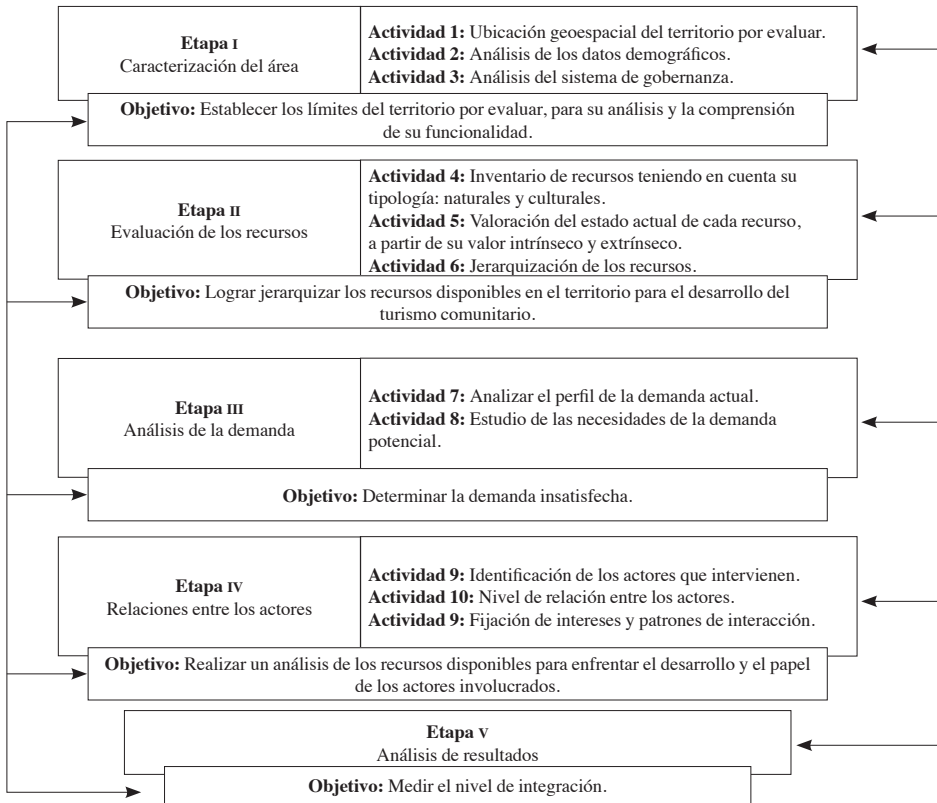 Etapa I
Caracterización del área
Actividad 1: Ubicación geoespacial del territorio por evaluar.
Actividad 2: Análisis de los datos demográficos.
Actividad 3: Análisis del sistema de gobernanza.
Objetivo: Establecer los límites del territorio por evaluar, para su análisis y la comprensión
de su funcionalidad.
Etapa II
Evaluación de los recursos
Actividad 4: Inventario de recursos teniendo en cuenta su
tipología: naturales y culturales.
Actividad 5: Valoración del estado actual de cada recurso,
a partir de su valor intrínseco y extrínseco.
Actividad 6: Jerarquización de los recursos.
Objetivo: Lograr jerarquizar los recursos disponibles en el territorio para el desarrollo del
turismo comunitario.
Etapa III
Análisis de la demanda
Actividad 7: Analizar el perfil de la demanda actual.
Actividad 8: Estudio de las necesidades de la demanda
potencial.
Objetivo: Determinar la demanda insatisfecha.
Etapa IV
Relaciones entre los actores
Actividad 9: Identificación de los actores que intervienen.
Actividad 10: Nivel de relación entre los actores.
Actividad 9: Fijación de intereses y patrones de interacción.
Objetivo: Realizar un análisis de los recursos disponibles para enfrentar el desarrollo y el papel
de los actores involucrados.
Etapa V
Análisis de resultados
Objetivo: Medir el nivel de integración.